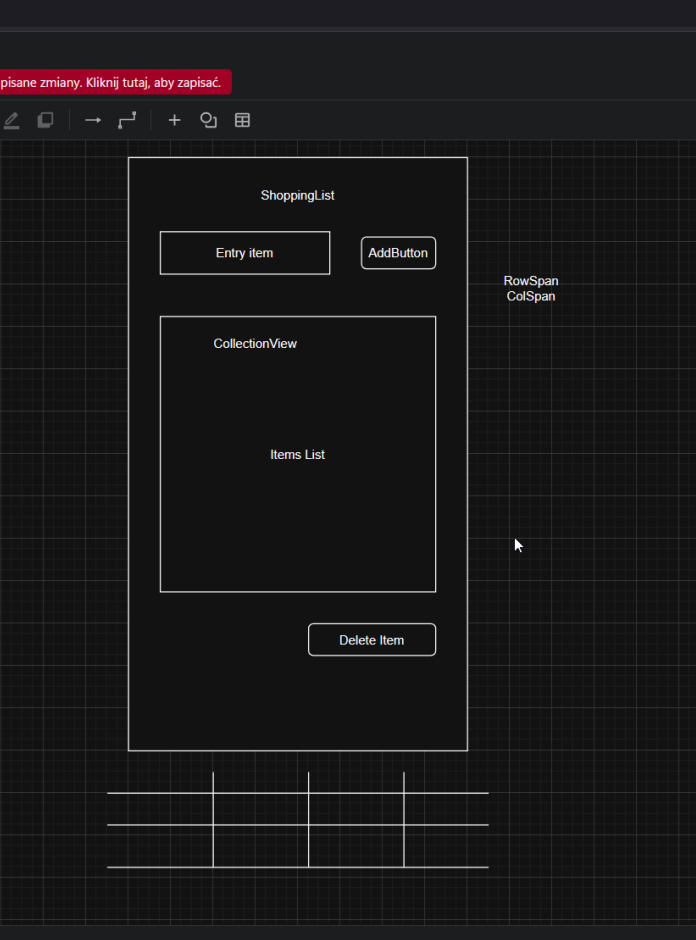 pisane zmiany. Kliknij tutaj, aby zapisać.
ShoppingList
Entry item
AddButton
RowSpan
ColSpan
CollectionView
Items List
Delete Item